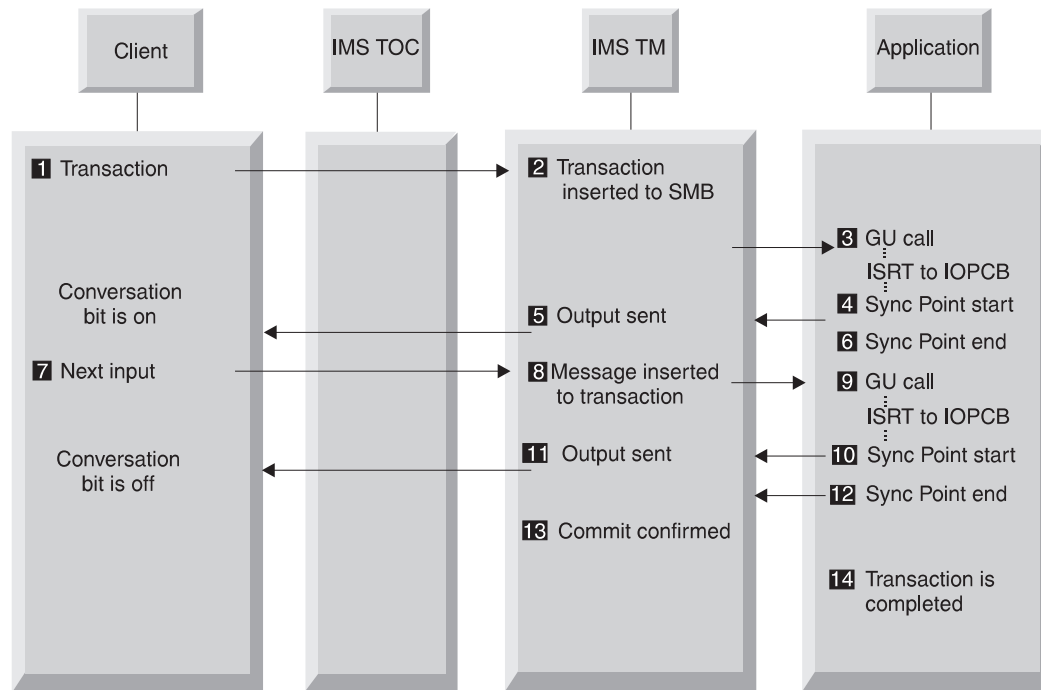 Client
IMS TOC
IMS TM
Application
1 Transaction
2 Transaction
inserted to SMB
3 GU call
ISRT to IOPCB
Conversation
bit is on
4 Sync Point start
5 Output sent
6 Sync Point end
7 Next input
8 Message inserted
to transaction
9 GU call
ISRT to IOPCB
Conversation
bit is off
10 Sync Point start
11 Output sent
12 Sync Point end
13 Commit confirmed
14 Transaction is
completed